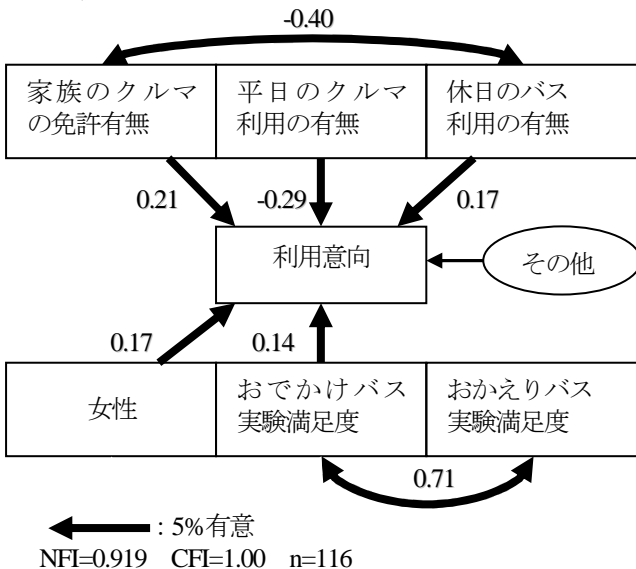 -0.40
家族のクルマ
の免許有無
平日のクルマ
利用の有無
休日のバス
利用の有無
0.21
-0.29
0.17
利用意向
その他
0.17
0.14
女性
おでかけバス
実験満足度
おかえりバス
実験満足度
0.71
: 5%有意
NFI=0.919 CFI=1.00 n=116